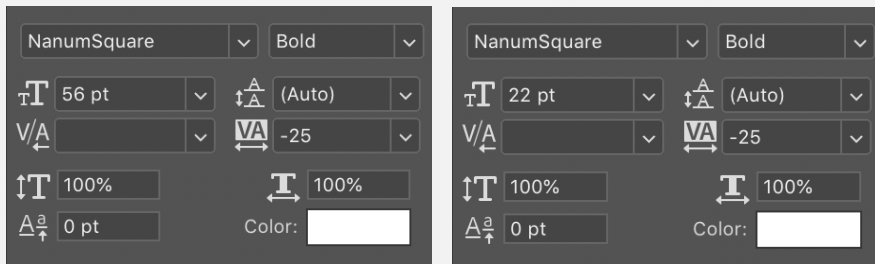 NanumSquare Bold
56 pt (Auto)
-25
100% 100%
0 pt Color:
NanumSquare Bold
22 pt (Auto)
-25
100% 100%
0 pt Color: